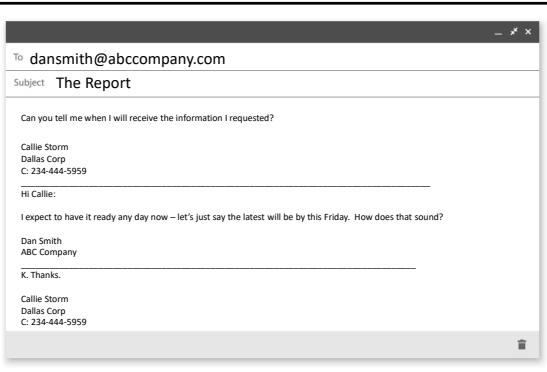 To dansmith@abccompany.com
Subject The Report
Can you tell me when I will receive the information I requested?
Callie Storm
Dallas Corp
C: 234-444-5959
Hi Callie:
I expect to have it ready any day now – let's just say the latest will be by this Friday.  How does that sound?
Dan Smith
ABC Company
K. Thanks.
Callie Storm
Dallas Corp
C: 234-444-5959